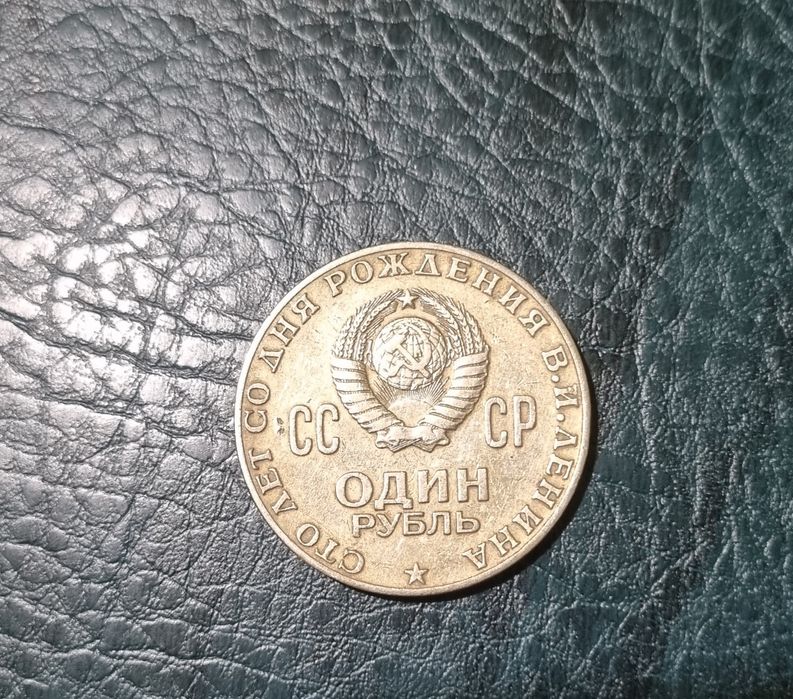 СТО ЛЕТ СО ДНЯ РОЖДЕНИЯ В.И.ЛЕНИНА
СС СР
ОДИН
РУБЛЬ